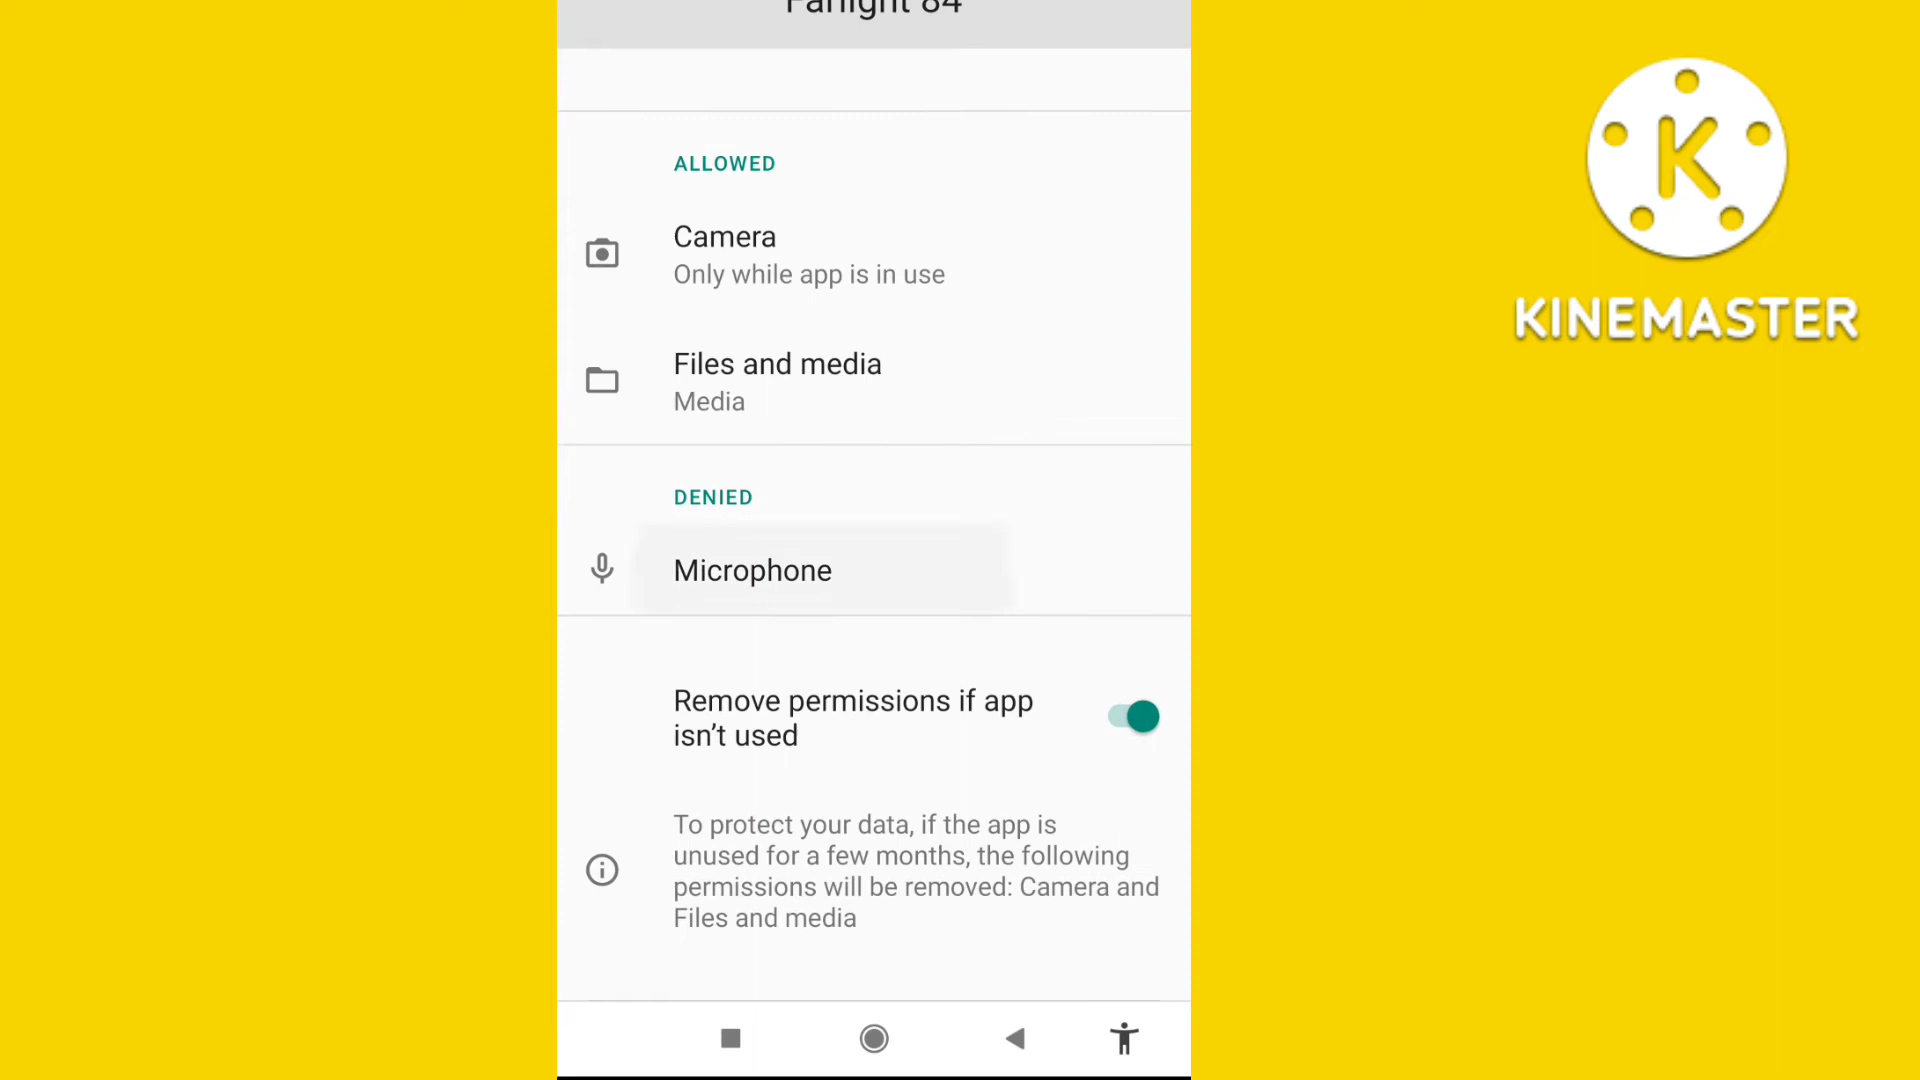 Farlight 84
ALLOWED
Camera
Only while app is in use
Files and media
Media
DENIED
Microphone
Remove permissions if app
isn’t used
To protect your data, if the app is
unused for a few months, the following
permissions will be removed: Camera and
Files and media
K
KINEMASTER